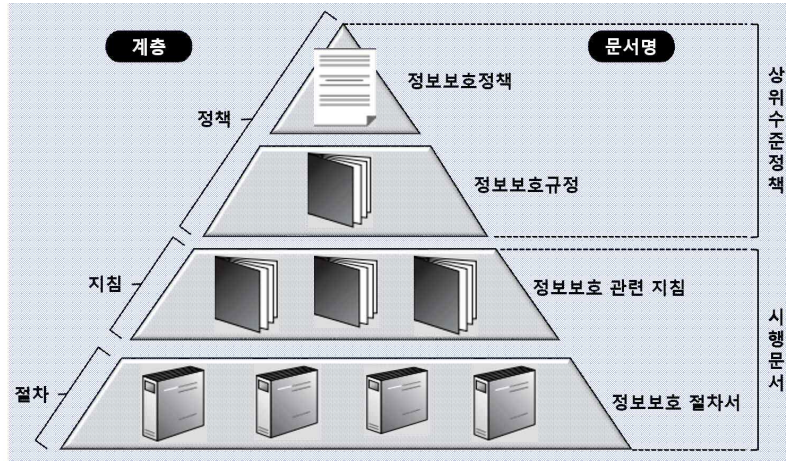 계층
문서명
정책
정보보호정책
정보보호규정
상위수준정책
지침
정보보호 관련 지침
절차
정보보호 절차서
시행문서